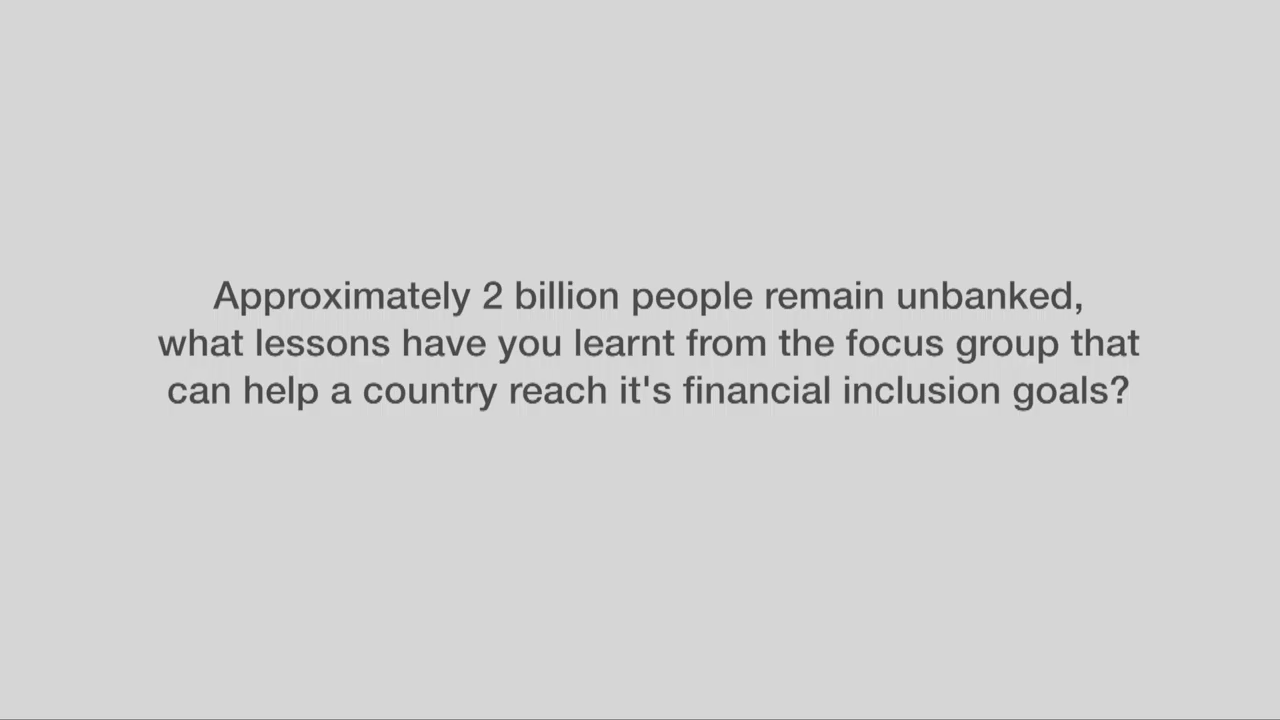 Approximately 2 billion people remain unbanked,
what lessons have you learnt from the focus group that
can help a country reach it's financial inclusion goals?